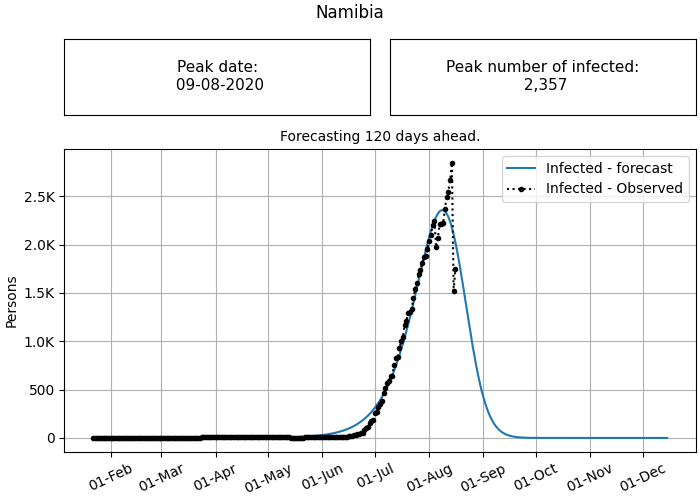 Namibia
Peak date:
09-08-2020
Peak number of infected:
2,357
Forecasting 120 days ahead.
Infected - forecast
Infected - Observed
Persons
2.5K
2.0K
1.5K
1.0K
500
0
01-Feb
01-Mar
01-Apr
01-May
01-Jun
01-Jul
01-Aug
01-Sep
01-Oct
01-Nov
01-Dec